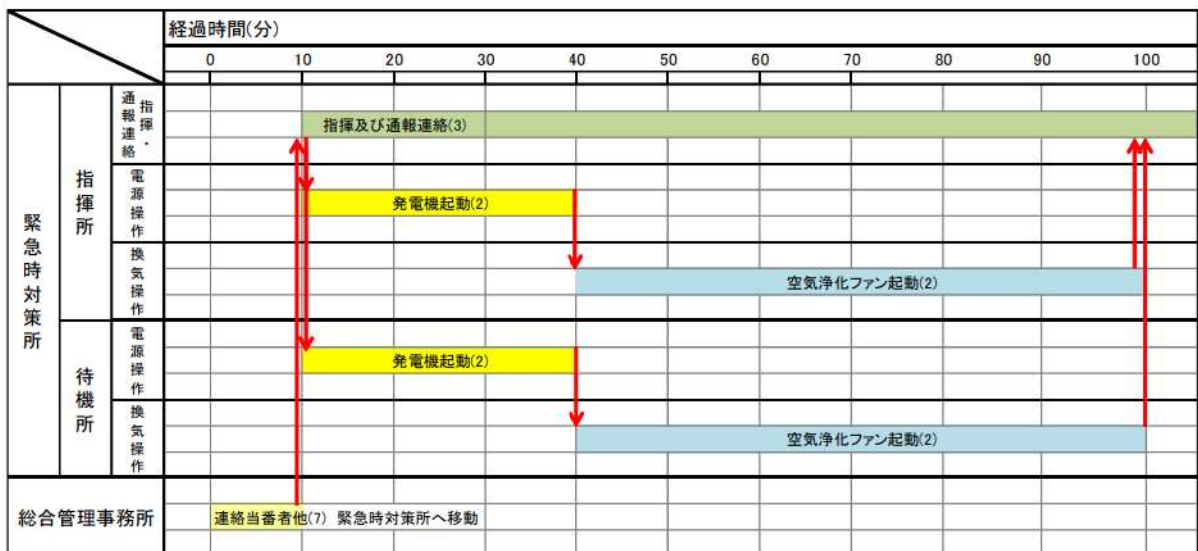 経過時間(分)
0 10 20 30 40 50 60 70 80 90 100
緊急時対策所
指揮所
指揮・通報連絡
指揮及び通報連絡(3)
電源操作
発電機起動(2)
換気操作
空気浄化ファン起動(2)
待機所
電源操作
発電機起動(2)
換気操作
空気浄化ファン起動(2)
総合管理事務所
連絡当番者他(7) 緊急時対策所へ移動